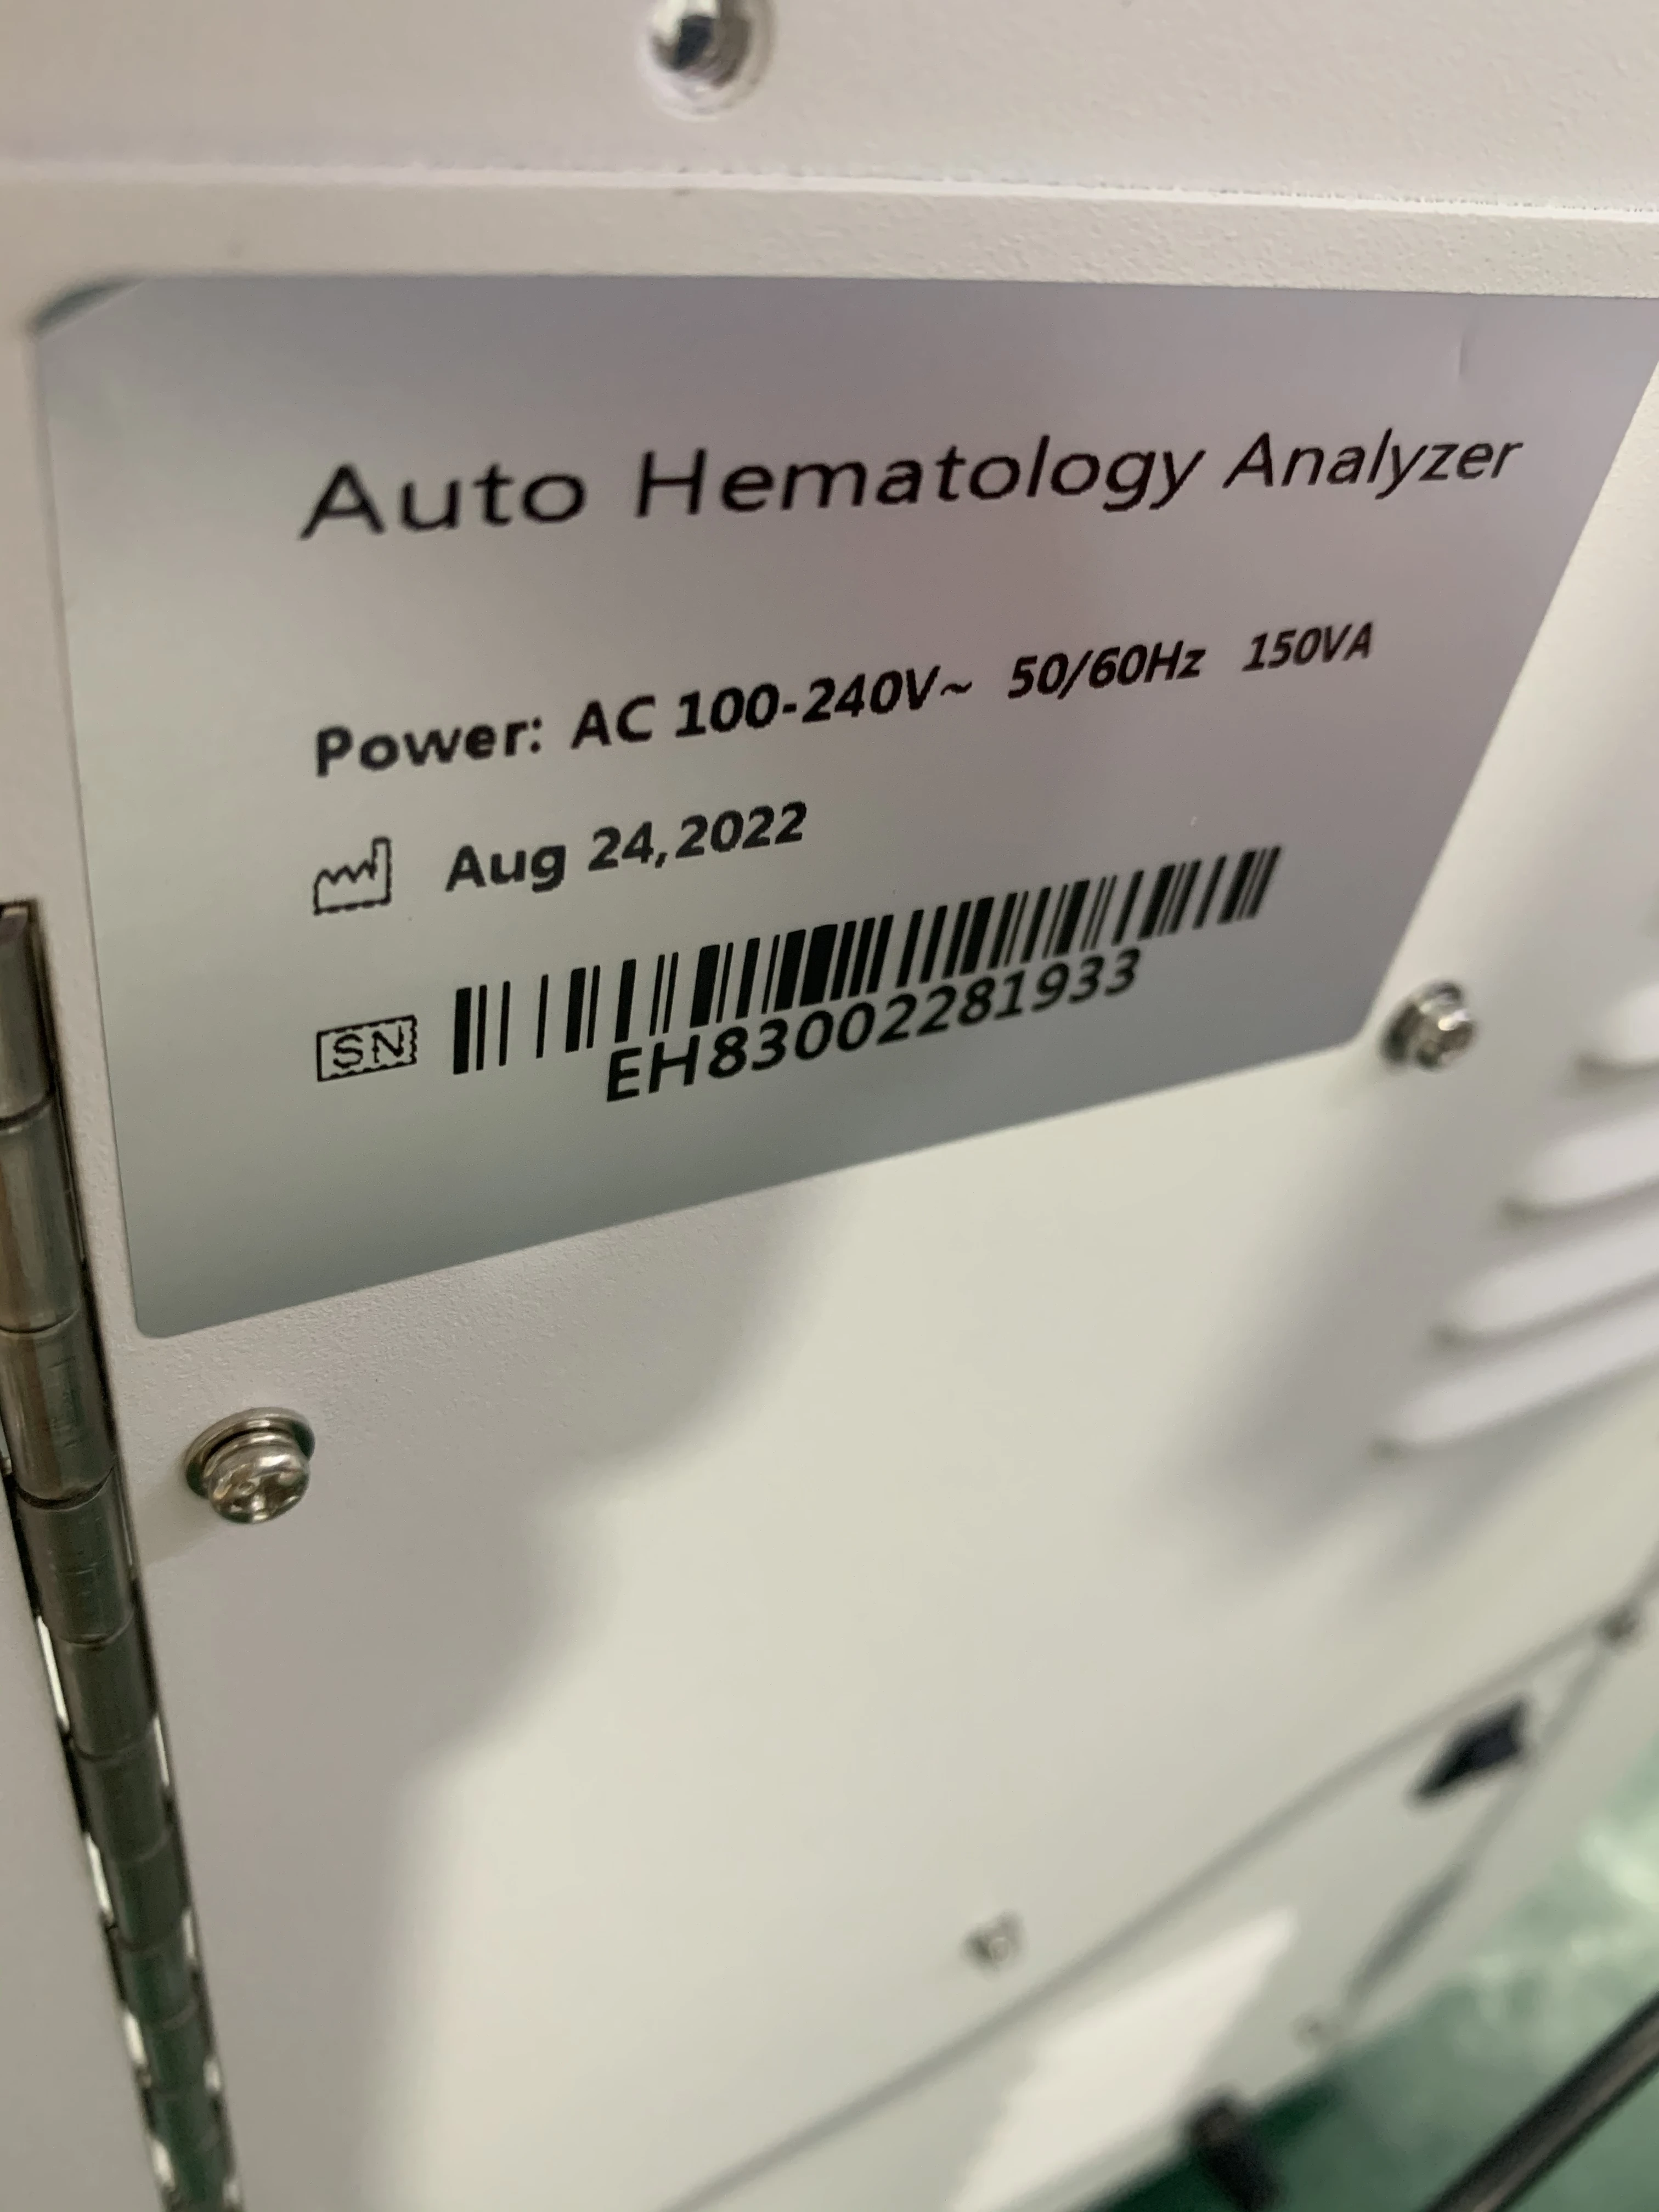 Auto Hematology Analyzer
Power: AC 100-240V~ 50/60Hz 150VA
Aug 24,2022
SN
EH83002281933